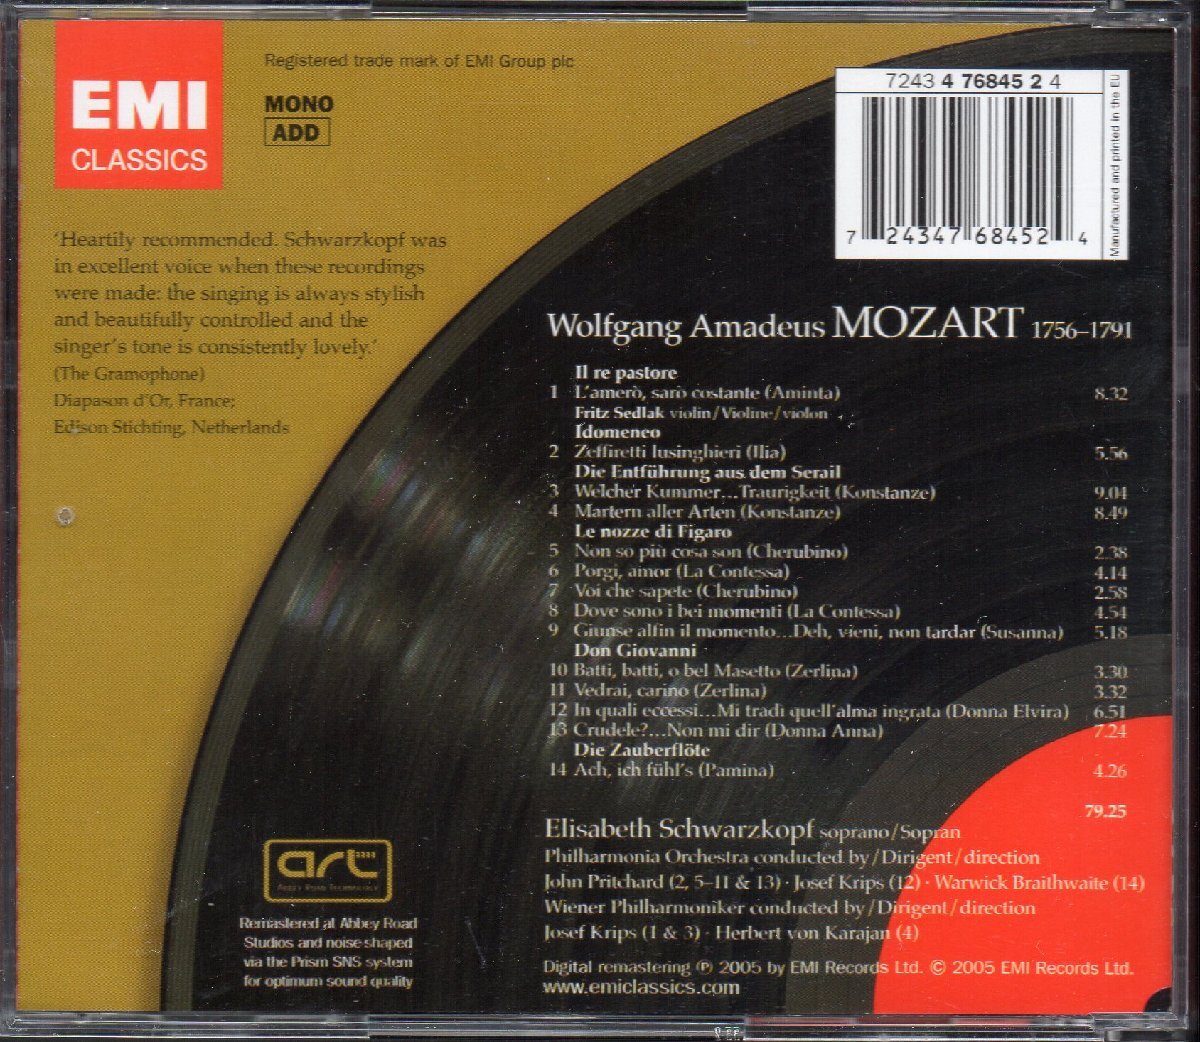 EMI
CLASSICS
Registered trade mark of EMI Group plc
MONO
ADD
7243 4 76845 2 4
7 24347 68452 4
Manufactured and printed in the EU
'Heartily recommended. Schwarzkopf was
in excellent voice when these recordings
were made: the singing is always stylish
and beautifully controlled and the
singer's tone is consistently lovely.'
(The Gramophone)
Diapason d'Or, France;
Edison Stichting, Netherlands
Wolfgang Amadeus MOZART 1756–1791
Il re pastore
1 L'amerò, sarò costante (Aminta) 8.32
Fritz Sedlak violin/Violine/violon
Idomeneo
2 Zeffiretti lusinghieri (Ilia) 5.56
Die Entführung aus dem Serail
3 Welcher Kummer...Traurigkeit (Konstanze) 9.04
4 Martern aller Arten (Konstanze) 8.49
Le nozze di Figaro
5 Non so più cosa son (Cherubino) 2.38
6 Porgi, amor (La Contessa) 4.14
7 Voi che sapete (Cherubino) 2.58
8 Dove sono i bei momenti (La Contessa) 4.54
9 Giunse alfin il momento...Deh, vieni, non tardar (Susanna) 5.18
Don Giovanni
10 Batti, batti, o bel Masetto (Zerlina) 3.30
11 Vedrai, carino (Zerlina) 3.32
12 In quali eccessi...Mi tradì quell'alma ingrata (Donna Elvira) 6.51
13 Crudele?...Non mi dir (Donna Anna) 7.24
Die Zauberflöte
14 Ach, ich fühl's (Pamina) 4.26
79.25
Elisabeth Schwarzkopf soprano/Sopran
Philharmonia Orchestra conducted by/Dirigent/direction
John Pritchard (2, 5–11 & 13) · Josef Krips (12) · Warwick Braithwaite (14)
Wiener Philharmoniker conducted by/Dirigent/direction
Josef Krips (1 & 3) · Herbert von Karajan (4)
Digital remastering ℗ 2005 by EMI Records Ltd. © 2005 EMI Records Ltd.
www.emiclassics.com
art
ABBEY ROAD TECHNOLOGY
Remastered at Abbey Road
Studios and noise-shaped
via the Prism SNS system
for optimum sound quality